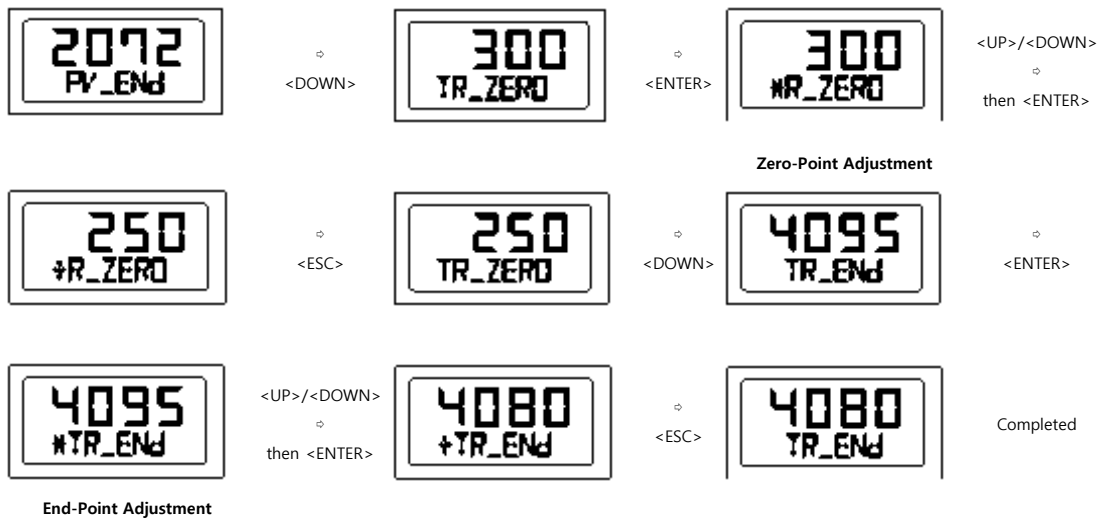 2072
PV_ENd
⇨
<DOWN>
300
TR_ZERO
⇨
<ENTER>
300
*R_ZERO
<UP>/<DOWN>
⇨
then <ENTER>
Zero-Point Adjustment
250
+R_ZERO
⇨
<ESC>
250
TR_ZERO
⇨
<DOWN>
4095
TR_ENd
⇨
<ENTER>
4095
*TR_ENd
<UP>/<DOWN>
⇨
then <ENTER>
4080
+TR_ENd
⇨
<ESC>
4080
TR_ENd
Completed
End-Point Adjustment